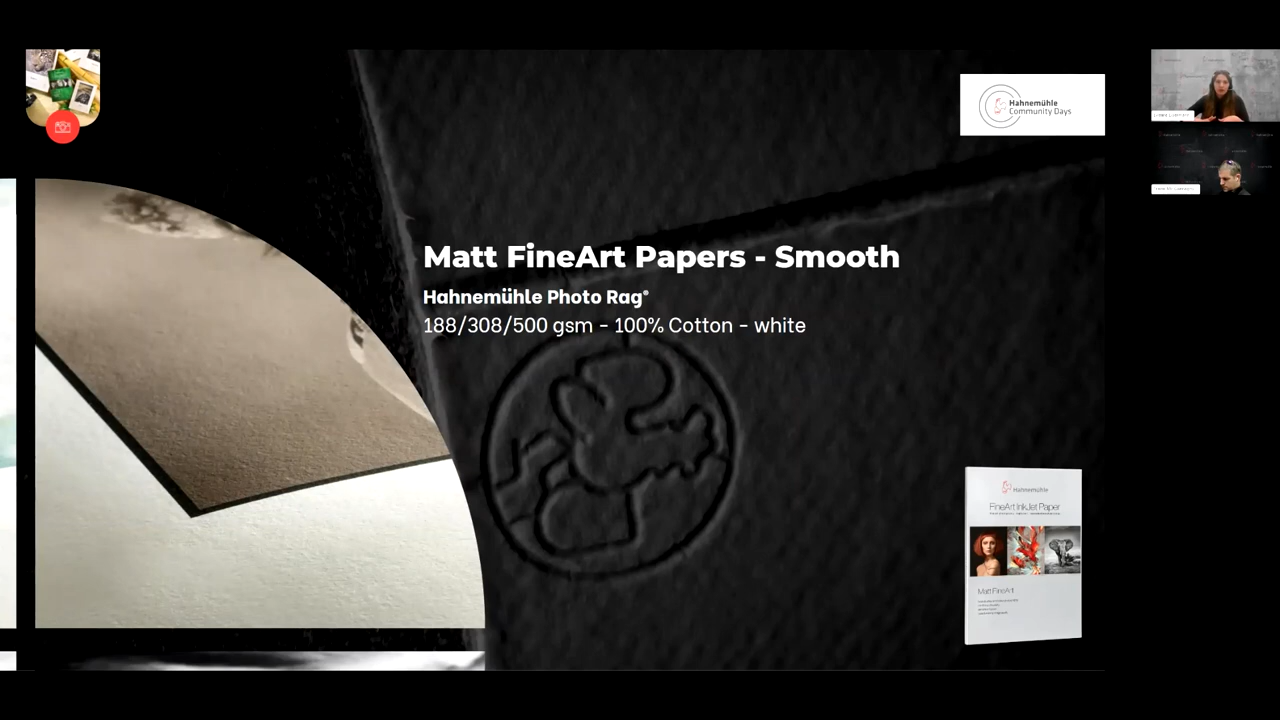 Hahnemühle
Community Days
Matt FineArt Papers - Smooth
Hahnemühle Photo Rag®
188/308/500 gsm - 100% Cotton - white
Hahnemühle
FineArt InkJet Paper
Matt FineArt